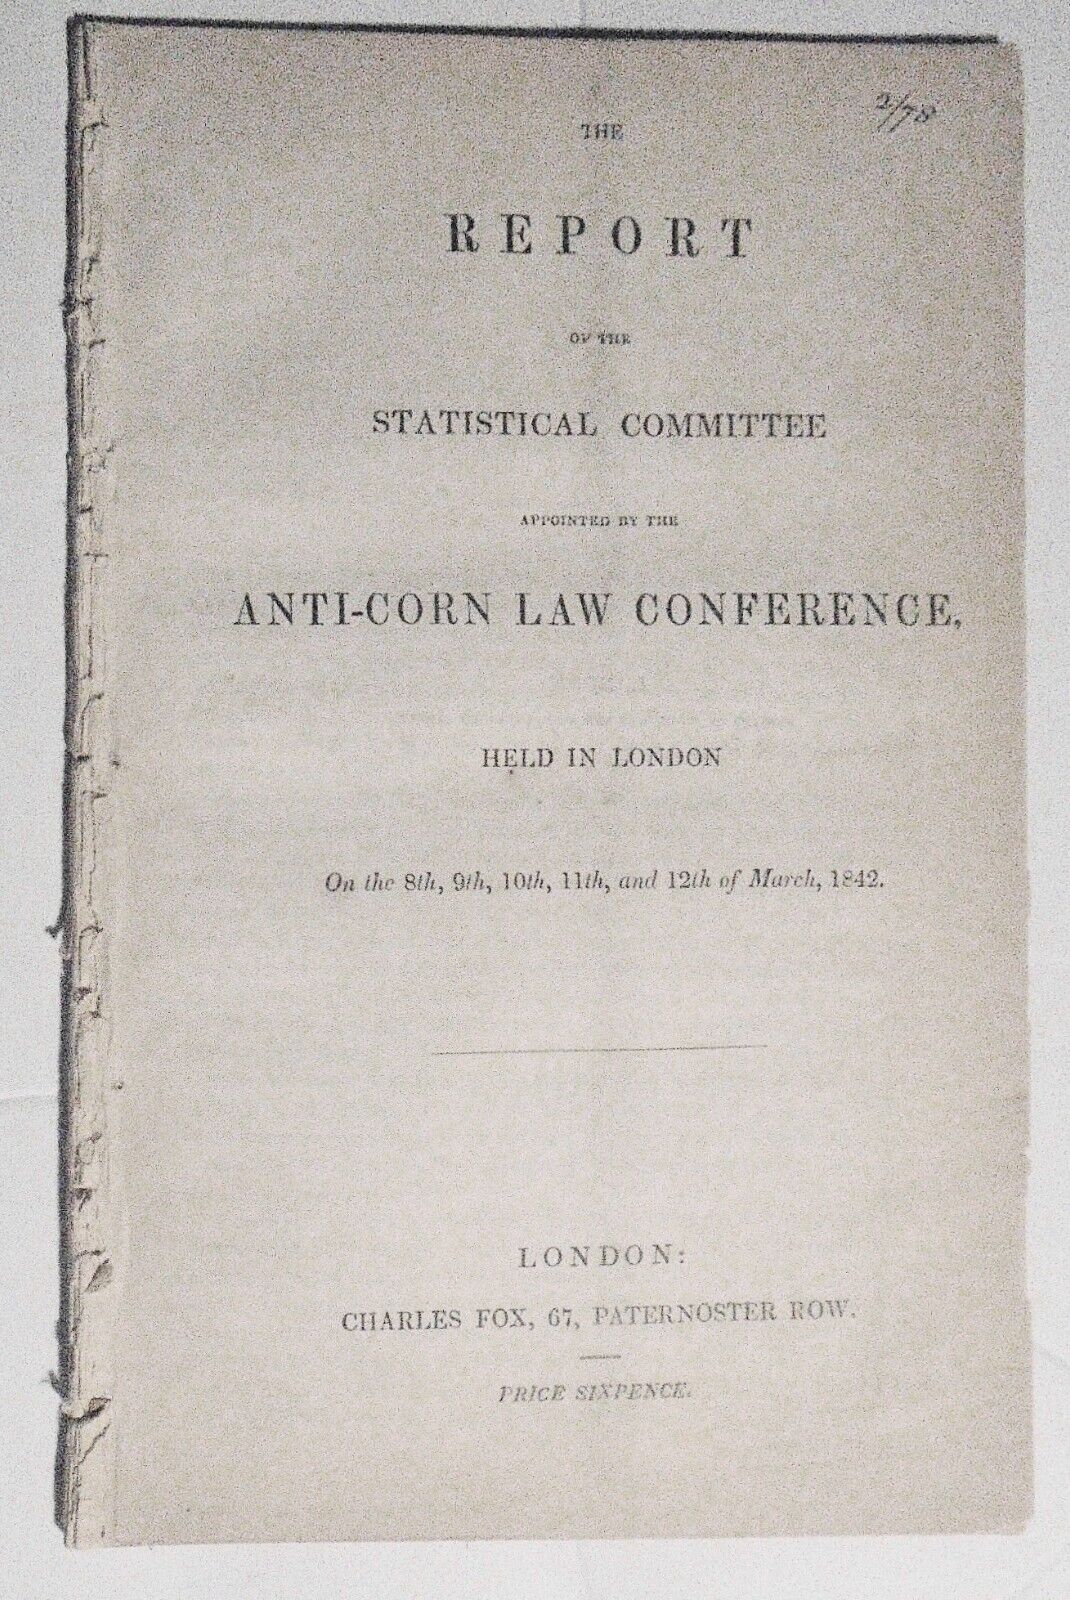 2/78
THE
REPORT
OF THE
STATISTICAL COMMITTEE
APPOINTED BY THE
ANTI-CORN LAW CONFERENCE,
HELD IN LONDON
On the 8th, 9th, 10th, 11th, and 12th of March, 1842.
LONDON:
CHARLES FOX, 67, PATERNOSTER ROW.
PRICE SIXPENCE.